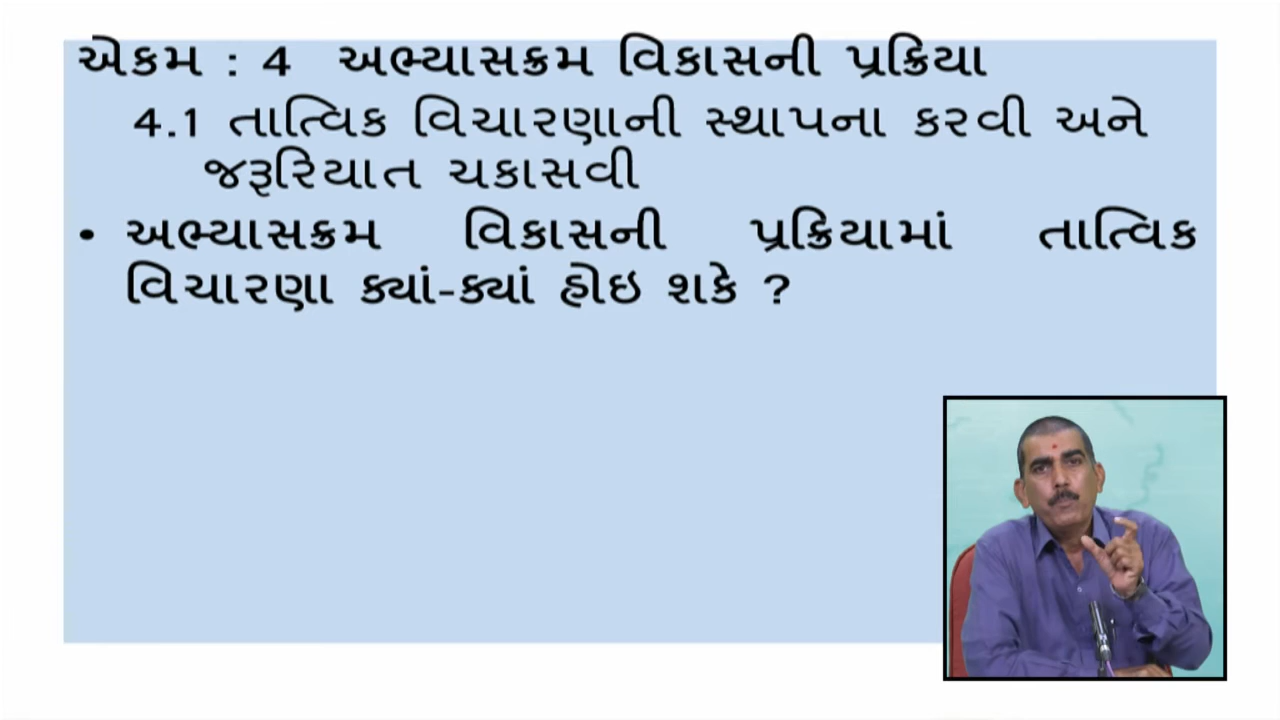 એકમ : 4 અભ્યાસક્રમ વિકાસની પ્રક્રિયા
4.1 તાત્વિક વિચારણાની સ્થાપના કરવી અને
જરૂરિયાત ચકાસવી
• અભ્યાસક્રમ વિકાસની પ્રક્રિયામાં તાત્વિક
વિચારણા ક્યાં-ક્યાં હોઇ શકે ?